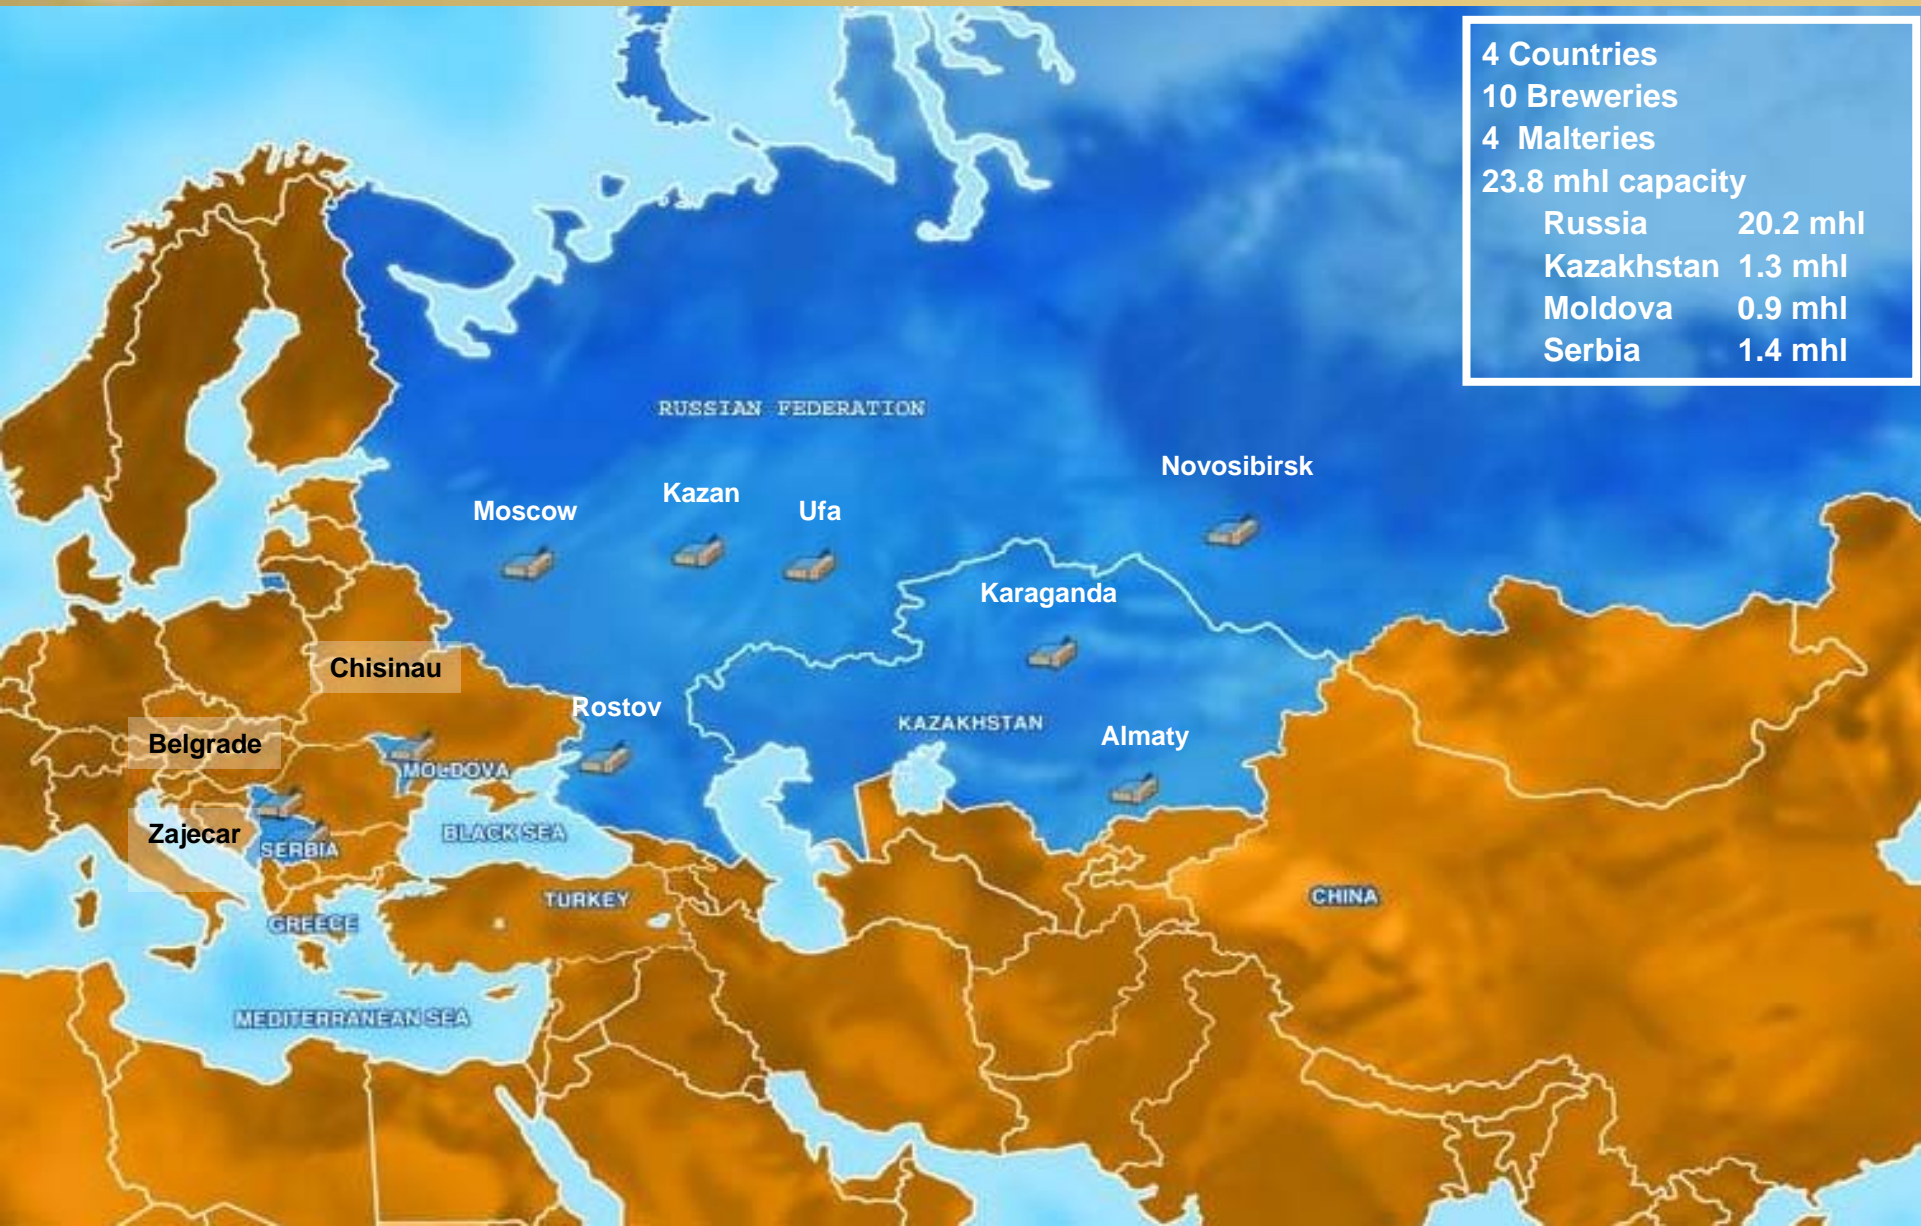 4 Countries
10 Breweries
4 Malteries
23.8 mhl capacity
Russia 20.2 mhl
Kazakhstan 1.3 mhl
Moldova 0.9 mhl
Serbia 1.4 mhl
RUSSIAN FEDERATION
Novosibirsk
Kazan
Moscow
Ufa
Karaganda
Chisinau
Rostov
KAZAKHSTAN
Almaty
Belgrade
MOLDOVA
Zajecar
BLACK SEA
SERBIA
TURKEY
CHINA
GREECE
MEDITERRANEAN SEA